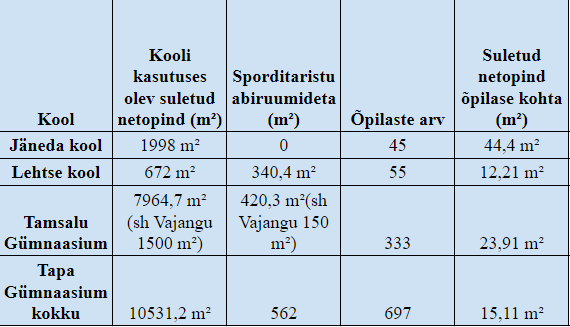 Kool
Kooli
kasutuses
olev suletud
netopind (m²)
Sporditaristu
abiruumideta
(m²)
Õpilaste arv
Suletud
netopind
õpilase kohta
(m²)
Jäneda kool
1998 m²
0
45
44,4 m²
Lehtse kool
672 m²
340,4 m²
55
12,21 m²
Tamsalu
Gümnaasium
7964,7 m²
(sh Vajangu
1500 m²)
420,3 m²(sh
Vajangu 150
m²)
333
23,91 m²
Tapa
Gümnaasium
kokku
10531,2 m²
562
697
15,11 m²